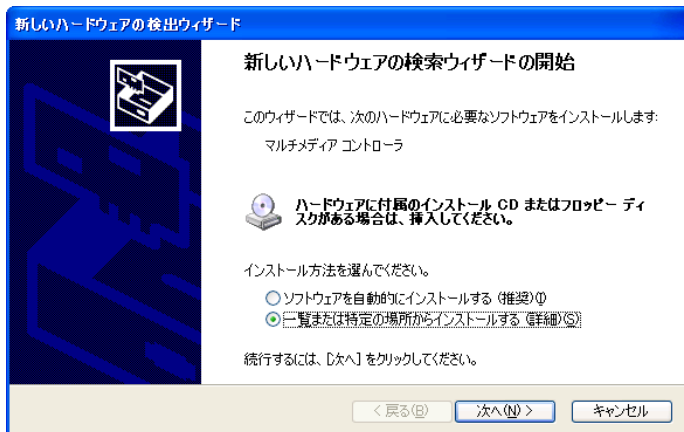 新しいハードウェアの検出ウィザード
新しいハードウェアの検索ウィザードの開始
このウィザードでは、次のハードウェアに必要なソフトウェアをインストールします:
マルチメディア コントローラ
ハードウェアに付属のインストール CD またはフロッピー ディ
スクがある場合は、挿入してください。
インストール方法を選んでください。
ソフトウェアを自動的にインストールする (推奨)(I)
一覧または特定の場所からインストールする (詳細)(S)
続行するには、[次へ] をクリックしてください。
< 戻る(B) 次へ(N) > キャンセル